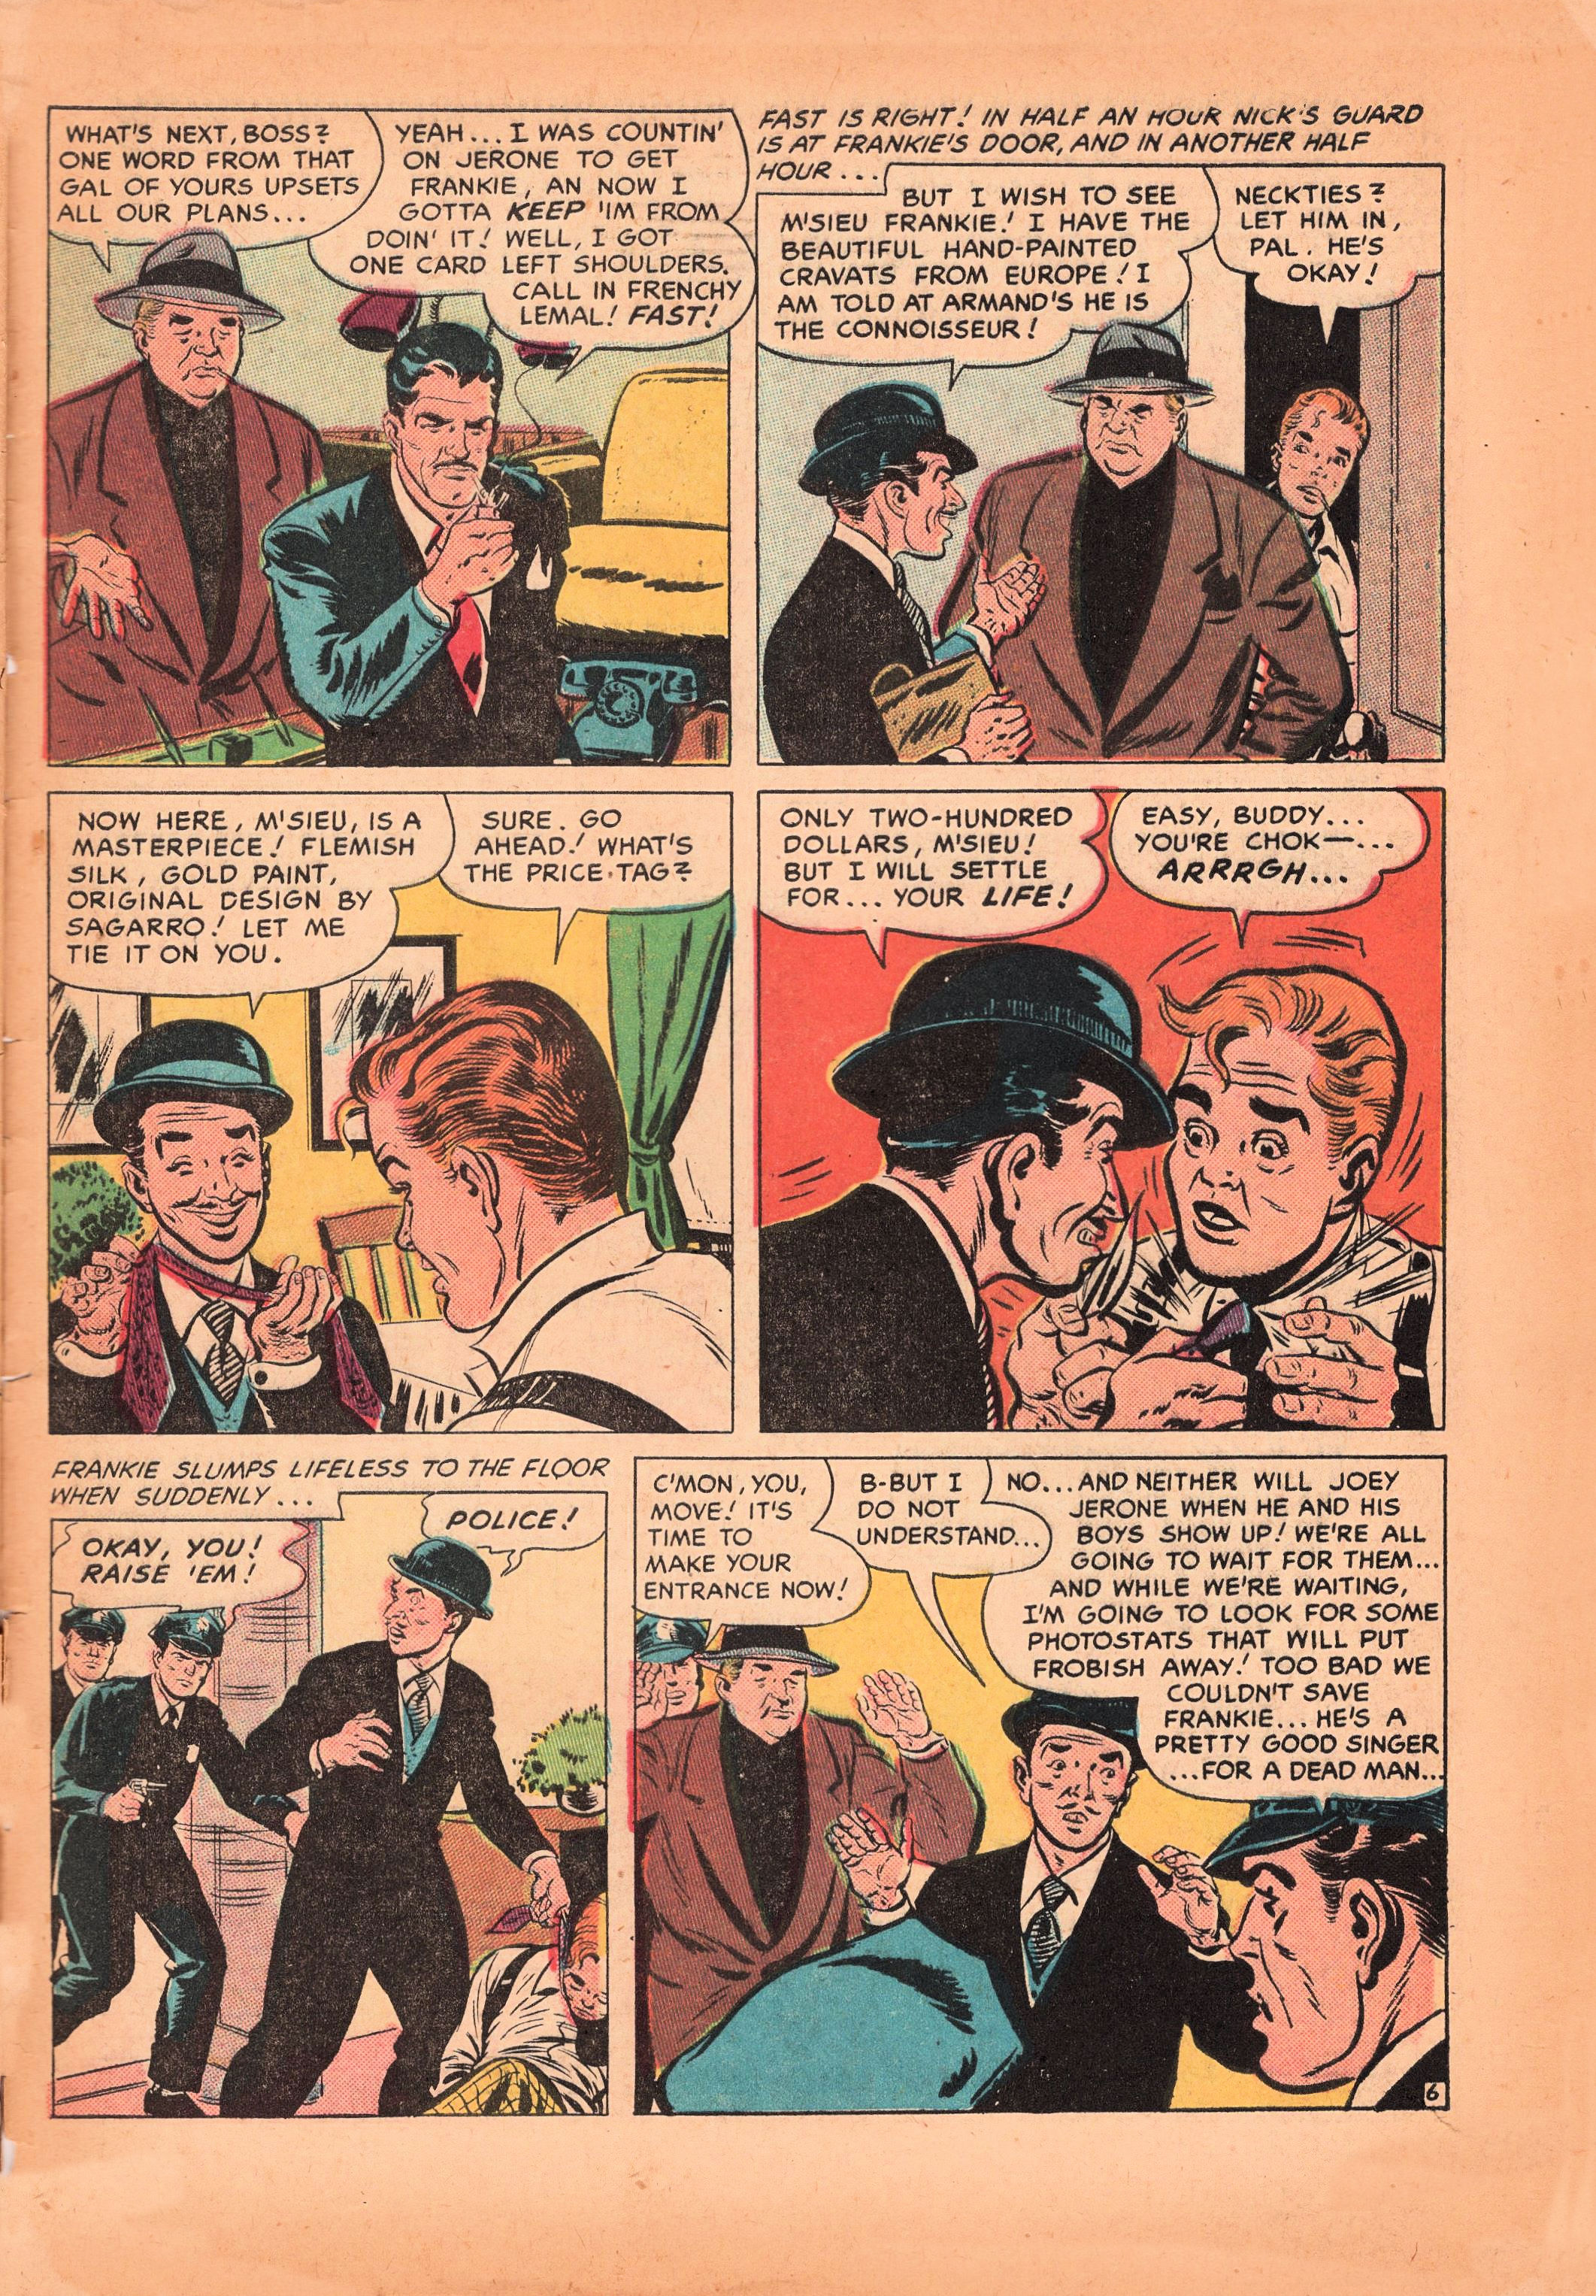 WHAT'S NEXT, BOSS?
ONE WORD FROM THAT
GAL OF YOURS UPSETS
ALL OUR PLANS...
YEAH... I WAS COUNTIN'
ON JERONE TO GET
FRANKIE, AN NOW I
GOTTA KEEP 'IM FROM
DOIN' IT! WELL, I GOT
ONE CARD LEFT SHOULDERS.
CALL IN FRENCHY
LEMAL! FAST!
FAST IS RIGHT! IN HALF AN HOUR NICK'S GUARD
IS AT FRANKIE'S DOOR, AND IN ANOTHER HALF
HOUR...
BUT I WISH TO SEE
M'SIEU FRANKIE! I HAVE THE
BEAUTIFUL HAND-PAINTED
CRAVATS FROM EUROPE! I
AM TOLD AT ARMAND'S HE IS
THE CONNOISSEUR!
NECKTIES?
LET HIM IN,
PAL. HE'S
OKAY!
NOW HERE, M'SIEU, IS A
MASTERPIECE! FLEMISH
SILK, GOLD PAINT,
ORIGINAL DESIGN BY
SAGARRO! LET ME
TIE IT ON YOU.
SURE. GO
AHEAD! WHAT'S
THE PRICE TAG?
ONLY TWO-HUNDRED
DOLLARS, M'SIEU!
BUT I WILL SETTLE
FOR... YOUR LIFE!
EASY, BUDDY...
YOU'RE CHOK—...
ARRRGH...
FRANKIE SLUMPS LIFELESS TO THE FLOOR
WHEN SUDDENLY...
OKAY, YOU!
RAISE 'EM!
POLICE!
C'MON, YOU,
MOVE! IT'S
TIME TO
MAKE YOUR
ENTRANCE NOW!
B-BUT I
DO NOT
UNDERSTAND...
NO...AND NEITHER WILL JOEY
JERONE WHEN HE AND HIS
BOYS SHOW UP! WE'RE ALL
GOING TO WAIT FOR THEM...
AND WHILE WE'RE WAITING,
I'M GOING TO LOOK FOR SOME
PHOTOSTATS THAT WILL PUT
FROBISH AWAY! TOO BAD WE
COULDN'T SAVE
FRANKIE... HE'S A
PRETTY GOOD SINGER
...FOR A DEAD MAN...
6